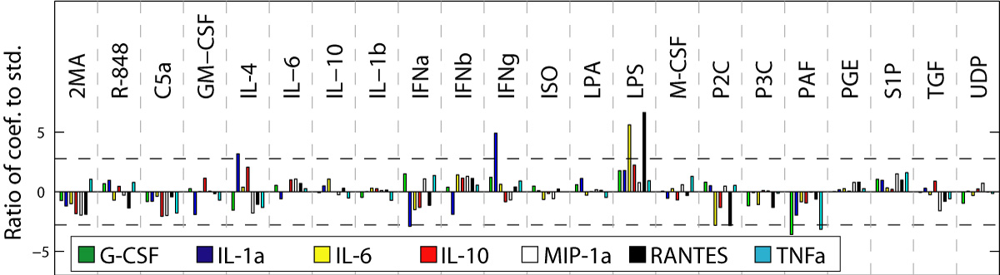 Ratio of coef. to std.
2MA
R-848
C5a
GM-CSF
IL-4
IL-6
IL-10
IL-1b
IFNa
IFNb
IFNg
ISO
LPA
LPS
M-CSF
P2C
P3C
PAF
PGE
S1P
TGF
UDP
5
0
-5
G-CSF IL-1a IL-6 IL-10 MIP-1a RANTES TNFa